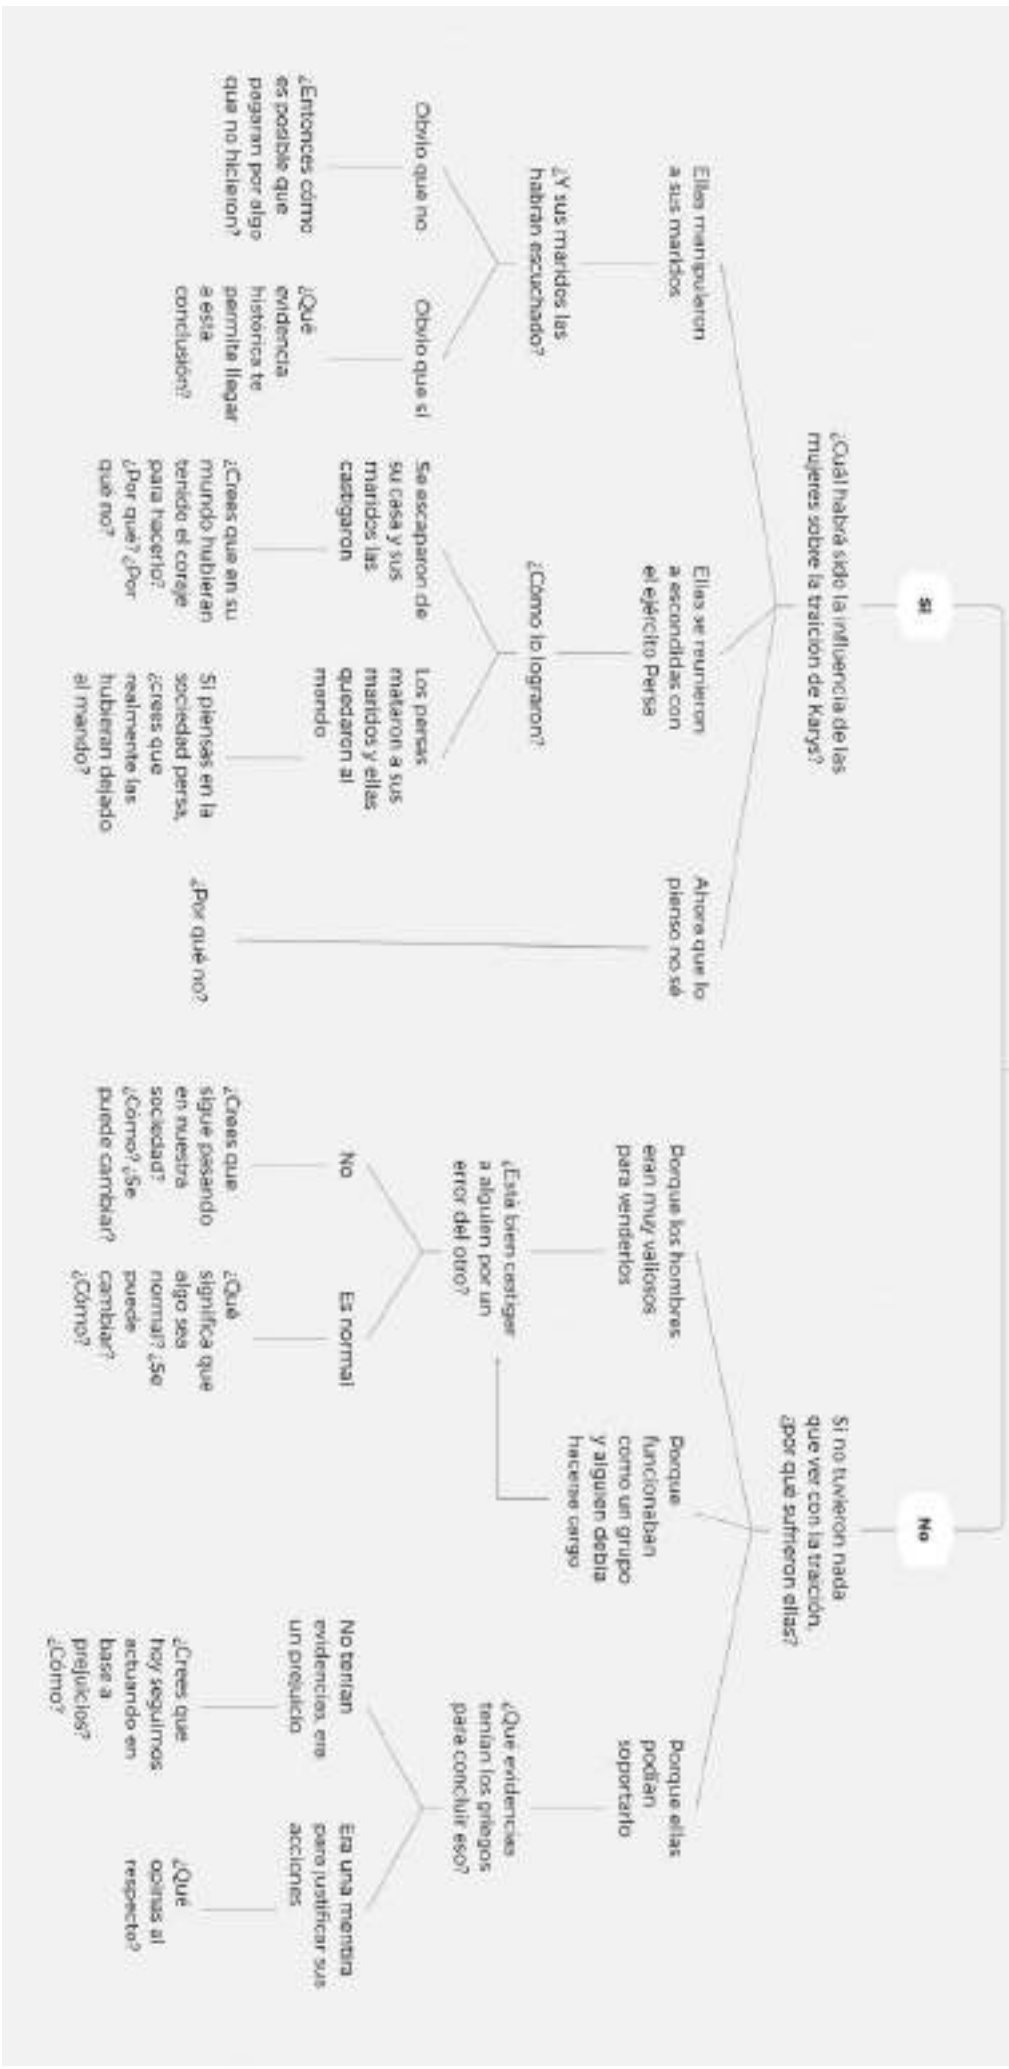 Si
¿Cuál habrá sido la influencia de las
mujeres sobre la traición de Karys?
Ellas manipularon
a sus maridos
¿Y sus maridos las
habrán escuchado?
Obvio que no
¿Entonces cómo
es posible que
pagaran por algo
que no hicieron?
Obvio que sí
¿Qué
evidencia
histórica te
permite llegar
a esta
conclusión?
Ellas se reunieron
a escondidas con
el ejército Persa
¿Cómo lo lograron?
Se escaparon de
su casa y sus
maridos las
castigaron
¿Crees que en su
mundo hubieran
tenido el coraje
para hacerlo?
¿Por qué? ¿Por
qué no?
Los persas
mataron a sus
maridos y ellas
quedaron al
mando
Si piensas en la
sociedad persa,
¿crees que
realmente las
hubieran dejado
al mando?
Ahora que lo
pienso no sé
¿Por qué no?
No
Si no tuvieron nada
que ver con la traición,
¿por qué sufrieron ellas?
Porque los hombres
eran muy valiosos
para venderlos
¿Está bien castigar
a alguien por un
error del otro?
No
¿Crees que
sigue pasando
en nuestra
sociedad?
¿Cómo? ¿Se
puede cambiar?
Es normal
¿Qué
significa que
algo sea
normal? ¿Se
puede
cambiar?
¿Cómo?
Porque
funcionaban
como un grupo
y alguien debía
hacerse cargo
Porque ellas
podían
soportarlo
¿Qué evidencias
tenían los griegos
para concluir eso?
No tenían
evidencias, era
un prejuicio
¿Crees que
hoy seguimos
actuando en
base a
prejuicios?
¿Cómo?
Era una mentira
para justificar sus
acciones
¿Qué
opinas al
respecto?